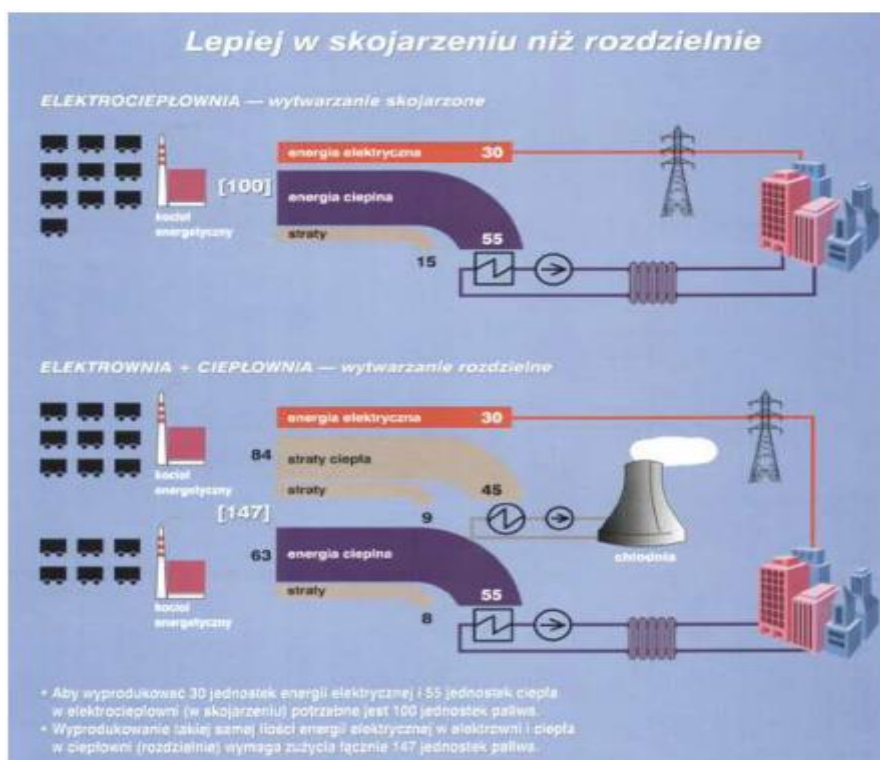 Lepiej w skojarzeniu niż rozdzielnie
ELEKTROCIEPŁOWNIA — wytwarzanie skojarzone
energia elektryczna 30
[100]
energia cieplna
kocioł
energetyczny
straty
55
15
ELEKTROWNIA + CIEPŁOWNIA — wytwarzanie rozdzielne
energia elektryczna 30
84
straty ciepła
kocioł
energetyczny
straty
45
[147]
9
63
energia cieplna
chłodnia
straty
55
kocioł
energetyczny
8
• Aby wyprodukować 30 jednostek energii elektrycznej i 55 jednostek ciepła
w elektrociepłowni (w skojarzeniu) potrzebne jest 100 jednostek paliwa.
• Wyprodukowanie takiej samej ilości energii elektrycznej w elektrowni i ciepła
w ciepłowni (rozdzielnie) wymaga zużycia łącznie 147 jednostek paliwa.